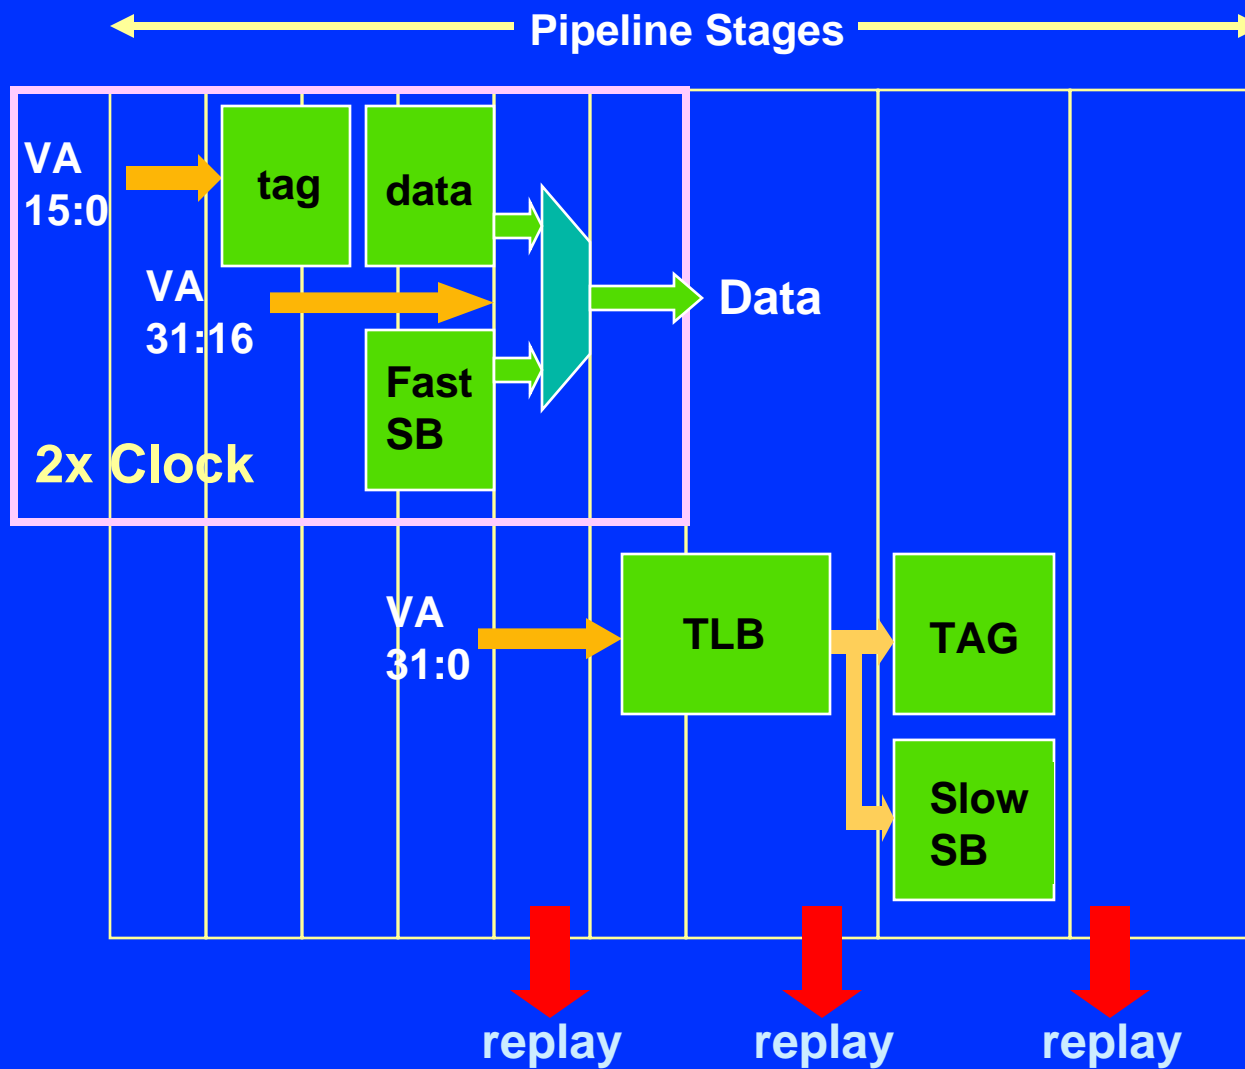 Pipeline Stages
VA
15:0
tag
data
VA
31:16
Data
Fast
SB
2x Clock
VA
31:0
TLB
TAG
Slow
SB
replay
replay
replay